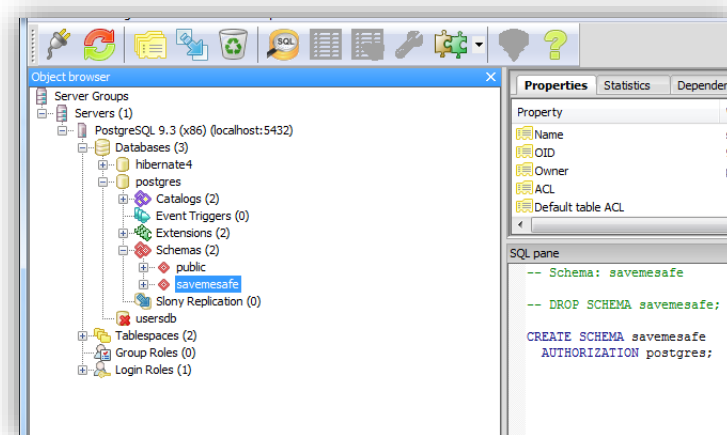 SQL
Object browser
Server Groups
Servers (1)
PostgreSQL 9.3 (x86) (localhost:5432)
Databases (3)
hibernate4
postgres
Catalogs (2)
Event Triggers (0)
Extensions (2)
Schemas (2)
public
savemesafe
Slony Replication (0)
usersdb
Tablespaces (2)
Group Roles (0)
Login Roles (1)
Properties Statistics
Property
Name
OID
Owner
ACL
Default table ACL
SQL pane
-- Schema: savemesafe
-- DROP SCHEMA savemesafe;
CREATE SCHEMA savemesafe
AUTHORIZATION postgres;